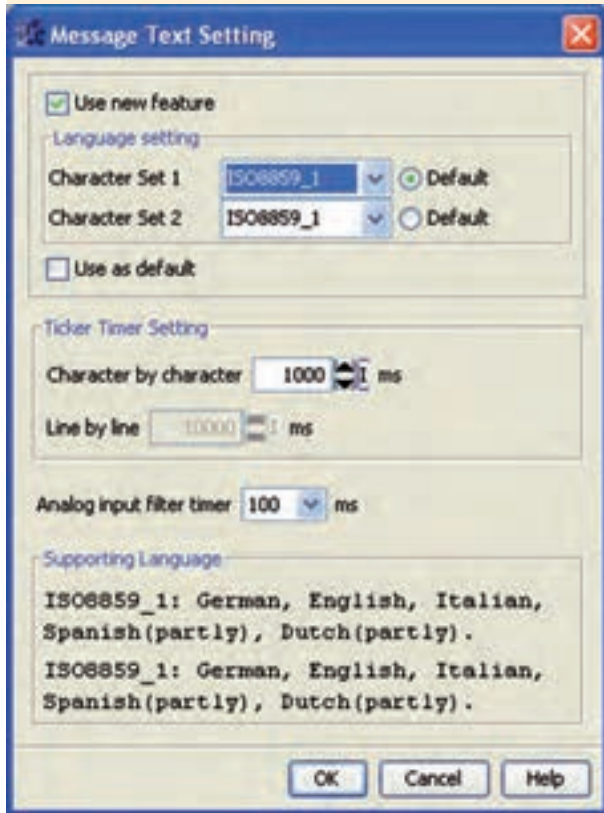 Message Text Setting
Use new feature
Language setting
Character Set 1 ISO8859_1 Default
Character Set 2 ISO8859_1 Default
Use as default
Ticker Timer Setting
Character by character 1000 ms
Line by line 10000 ms
Analog input filter timer 100 ms
Supporting Language
ISO8859_1: German, English, Italian,
Spanish(partly), Dutch(partly).
ISO8859_1: German, English, Italian,
Spanish(partly), Dutch(partly).
OK Cancel Help